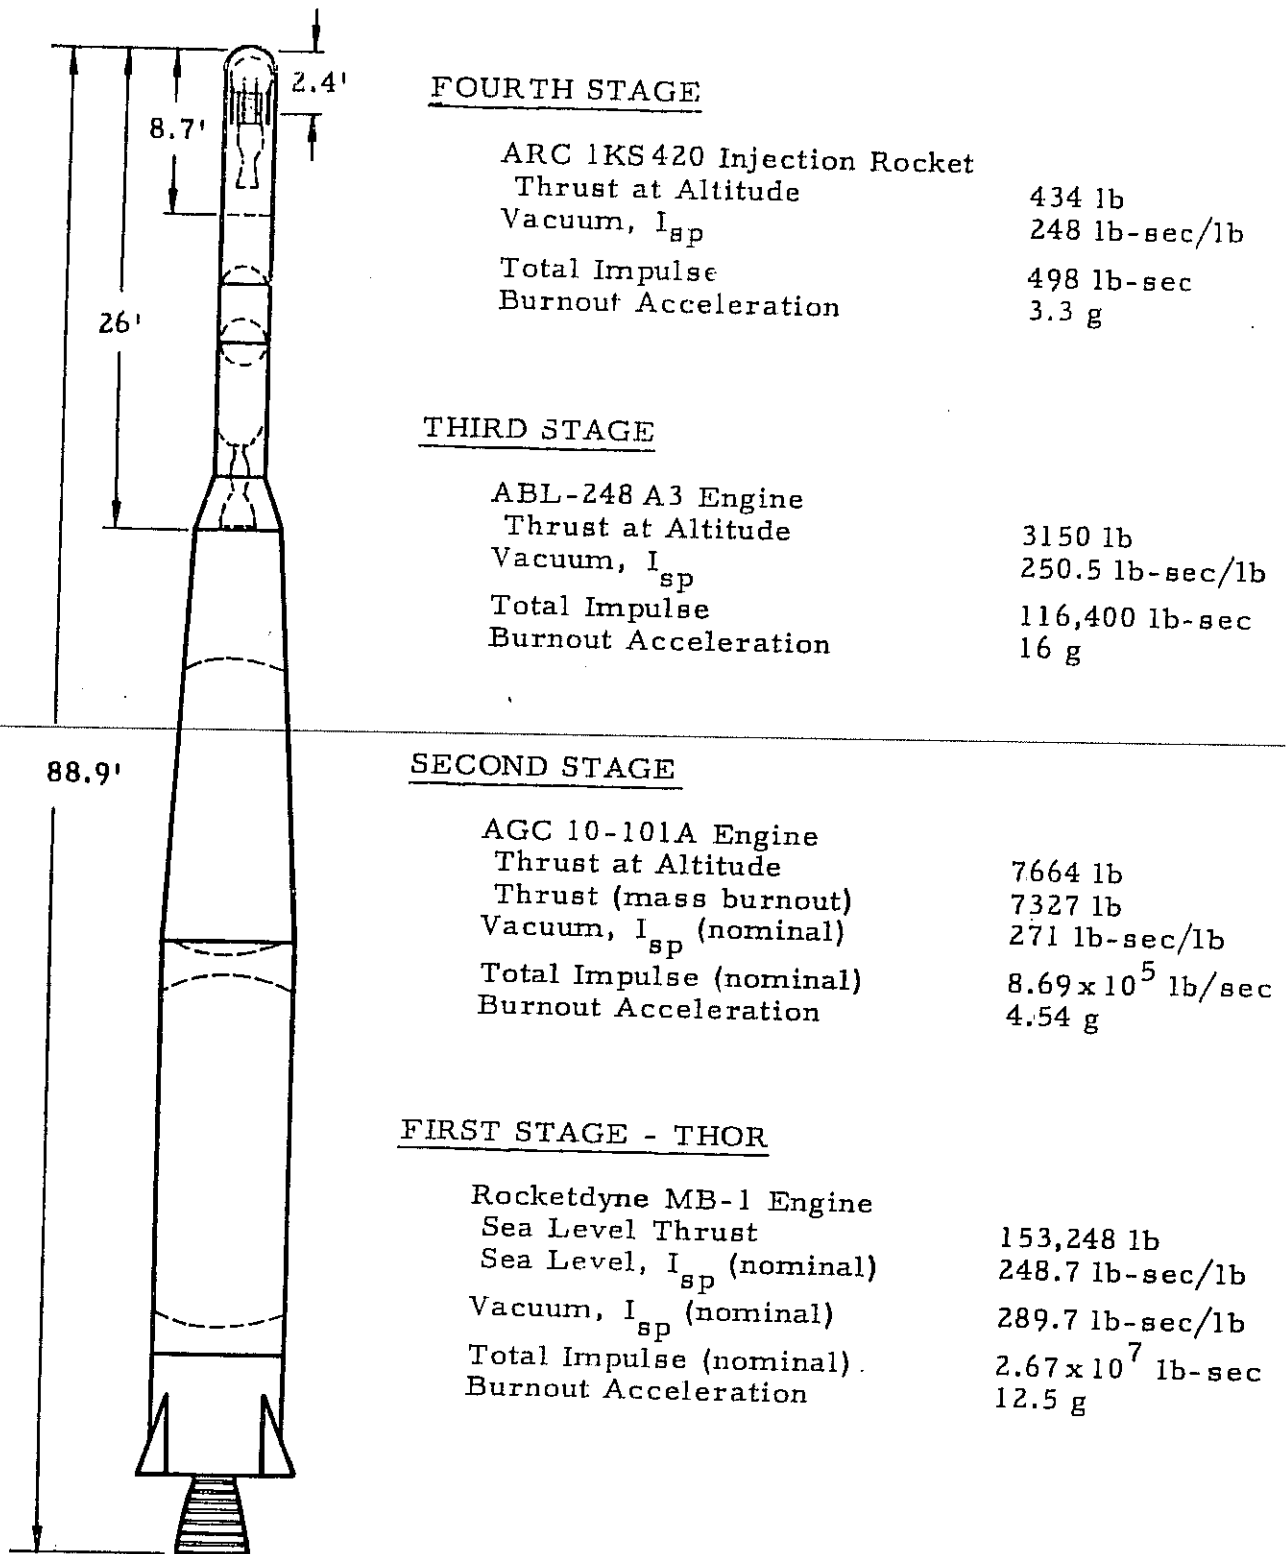 2.4'
8.7'
26'
88.9'
FOURTH STAGE
ARC 1KS420 Injection Rocket
Thrust at Altitude 434 lb
Vacuum, I_sp 248 lb-sec/lb
Total Impulse 498 lb-sec
Burnout Acceleration 3.3 g
THIRD STAGE
ABL-248 A3 Engine
Thrust at Altitude 3150 lb
Vacuum, I_sp 250.5 lb-sec/lb
Total Impulse 116,400 lb-sec
Burnout Acceleration 16 g
SECOND STAGE
AGC 10-101A Engine
Thrust at Altitude 7664 lb
Thrust (mass burnout) 7327 lb
Vacuum, I_sp (nominal) 271 lb-sec/lb
Total Impulse (nominal) 8.69 x 10^5 lb/sec
Burnout Acceleration 4.54 g
FIRST STAGE - THOR
Rocketdyne MB-1 Engine
Sea Level Thrust 153,248 lb
Sea Level, I_sp (nominal) 248.7 lb-sec/lb
Vacuum, I_sp (nominal) 289.7 lb-sec/lb
Total Impulse (nominal) 2.67 x 10^7 lb-sec
Burnout Acceleration 12.5 g